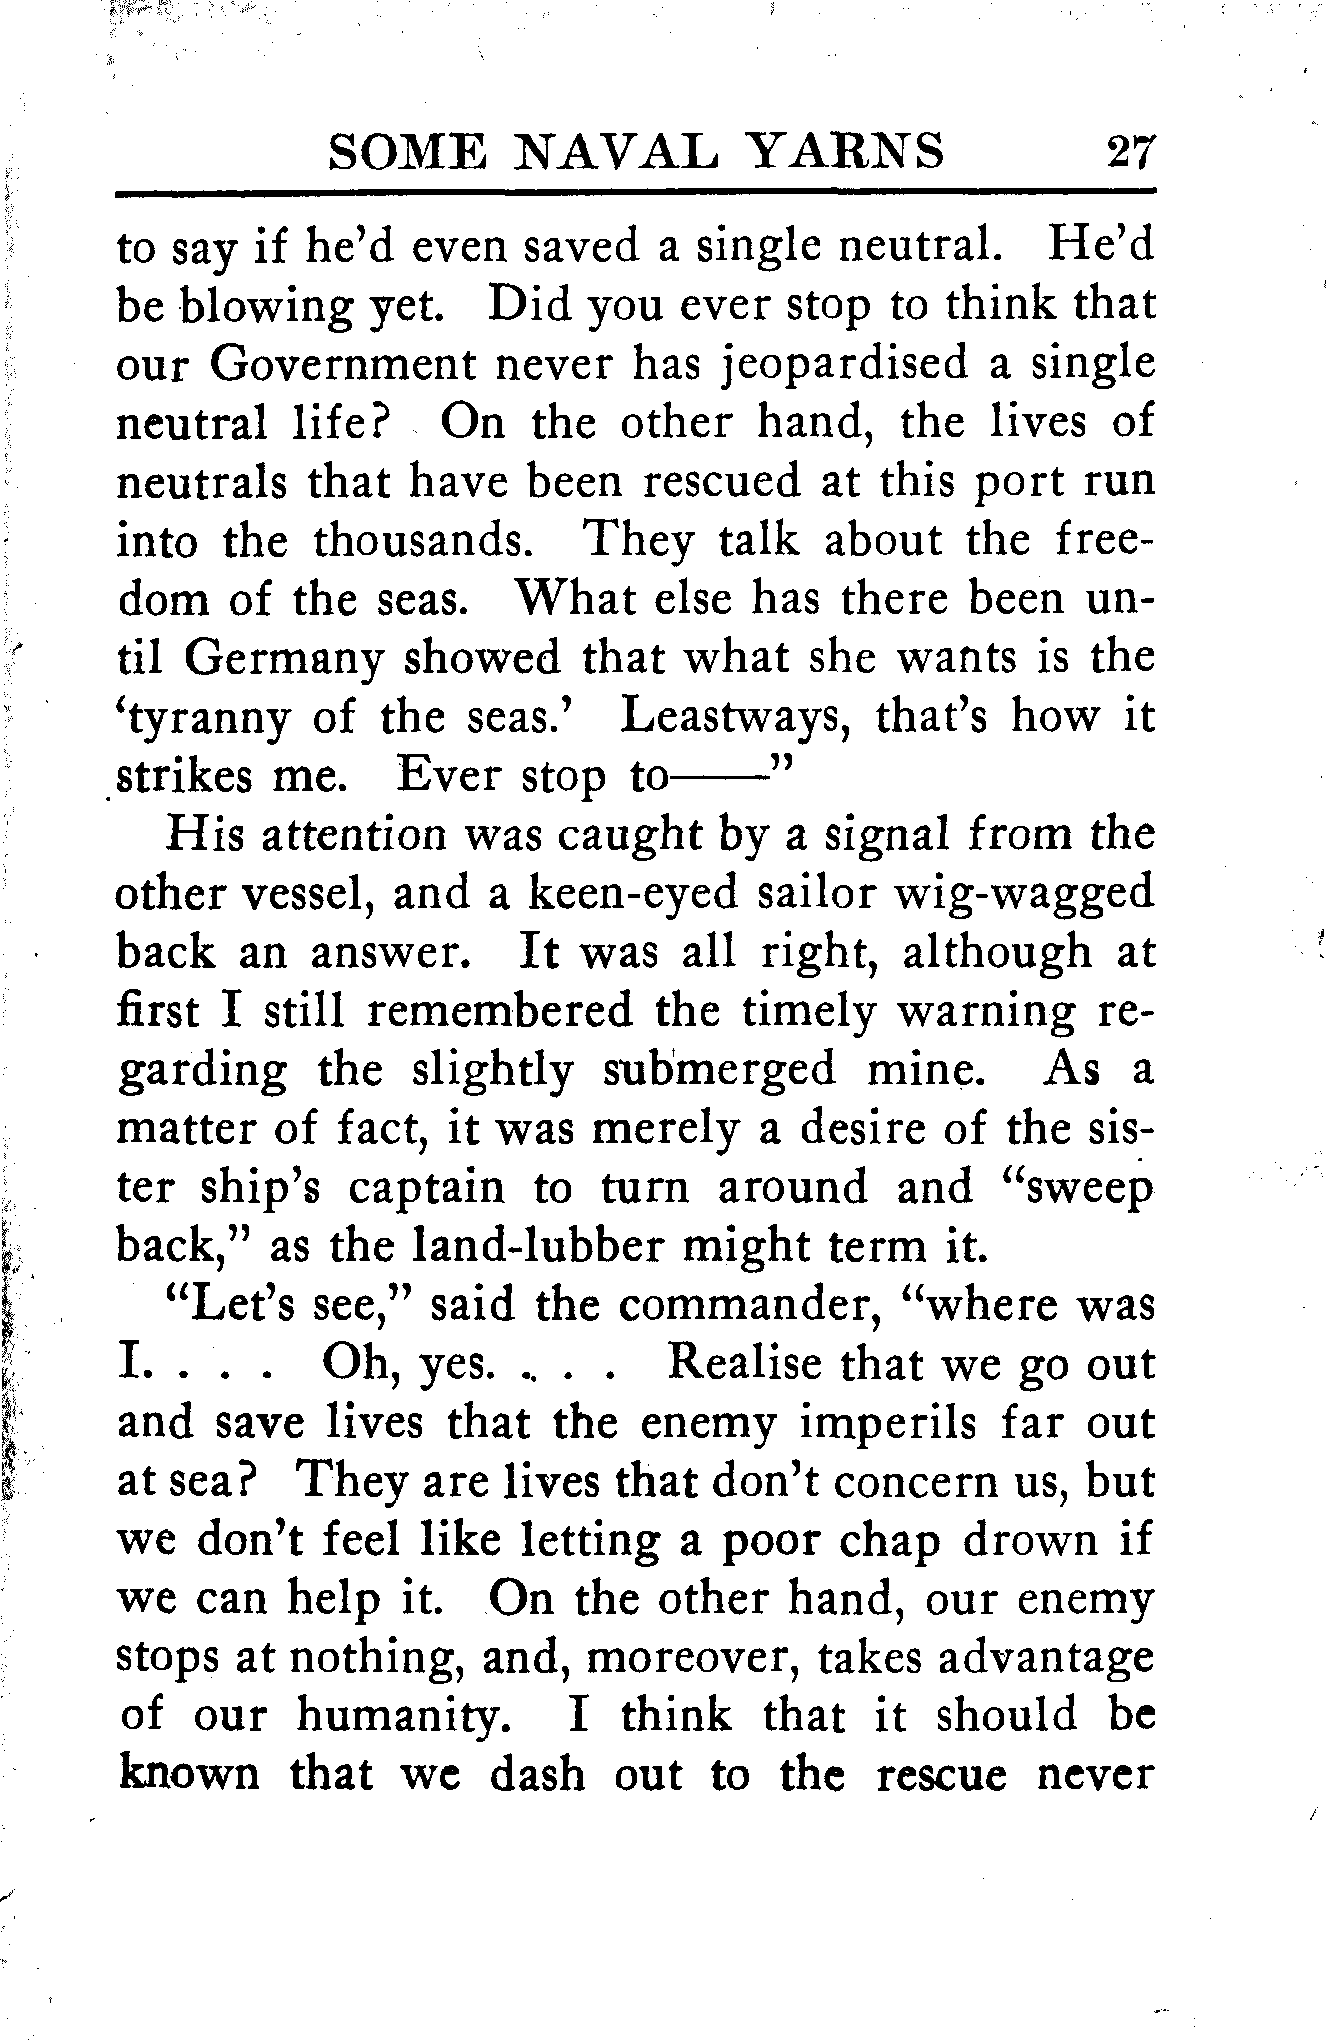 SOME NAVAL YARNS 27
to say if he'd even saved a single neutral. He'd
be blowing yet. Did you ever stop to think that
our Government never has jeopardised a single
neutral life? On the other hand, the lives of
neutrals that have been rescued at this port run
into the thousands. They talk about the free-
dom of the seas. What else has there been un-
til Germany showed that what she wants is the
‘tyranny of the seas.’ Leastways, that's how it
strikes me. Ever stop to——”
His attention was caught by a signal from the
other vessel, and a keen-eyed sailor wig-wagged
back an answer. It was all right, although at
first I still remembered the timely warning re-
garding the slightly submerged mine. As a
matter of fact, it was merely a desire of the sis-
ter ship's captain to turn around and “sweep
back,” as the land-lubber might term it.
“Let's see,” said the commander, “where was
I. . . . Oh, yes. . . . Realise that we go out
and save lives that the enemy imperils far out
at sea? They are lives that don't concern us, but
we don't feel like letting a poor chap drown if
we can help it. On the other hand, our enemy
stops at nothing, and, moreover, takes advantage
of our humanity. I think that it should be
known that we dash out to the rescue never